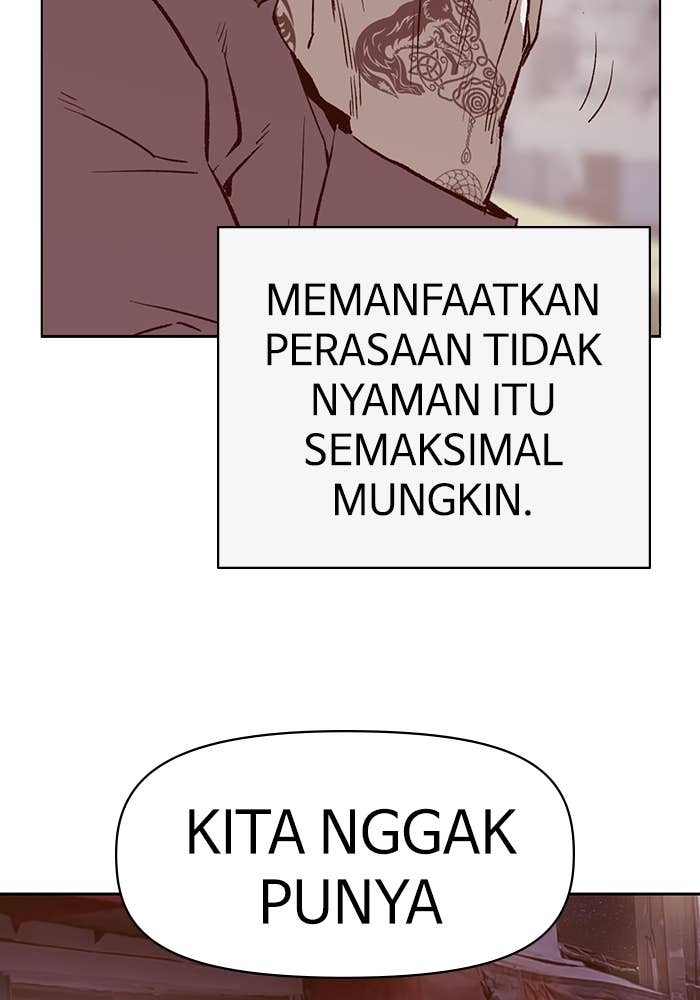 MEMANFAATKAN
PERASAAN TIDAK
NYAMAN ITU
SEMAKSIMAL
MUNGKIN.
KITA NGGAK
PUNYA